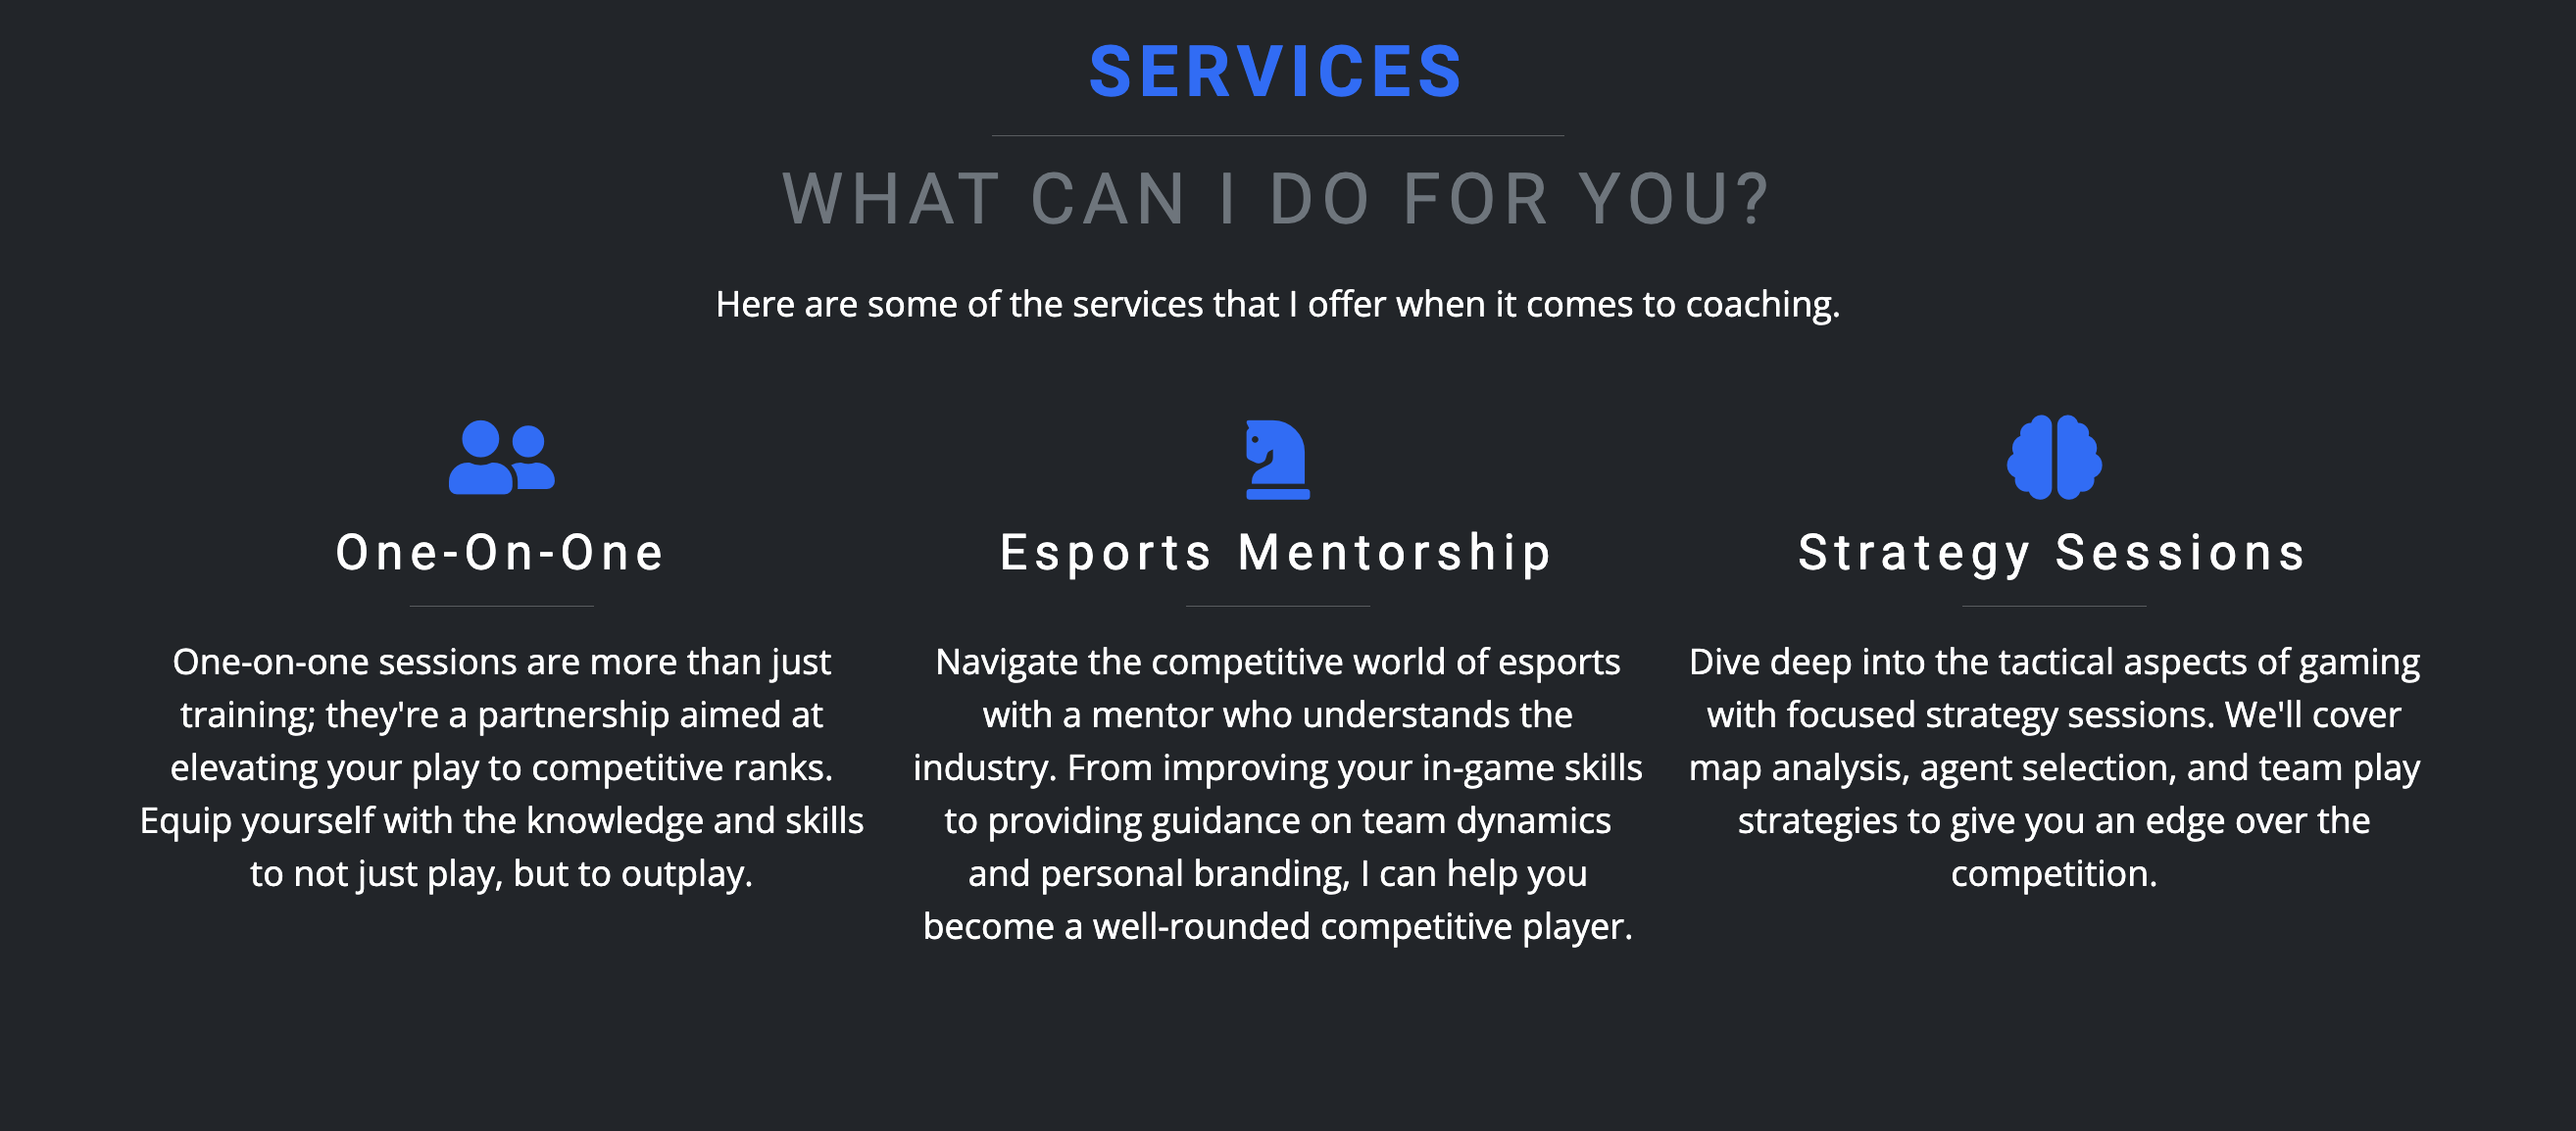 SERVICES
WHAT CAN I DO FOR YOU?
Here are some of the services that I offer when it comes to coaching.
One-On-One
One-on-one sessions are more than just
training; they're a partnership aimed at
elevating your play to competitive ranks.
Equip yourself with the knowledge and skills
to not just play, but to outplay.
Esports Mentorship
Navigate the competitive world of esports
with a mentor who understands the
industry. From improving your in-game skills
to providing guidance on team dynamics
and personal branding, I can help you
become a well-rounded competitive player.
Strategy Sessions
Dive deep into the tactical aspects of gaming
with focused strategy sessions. We'll cover
map analysis, agent selection, and team play
strategies to give you an edge over the
competition.